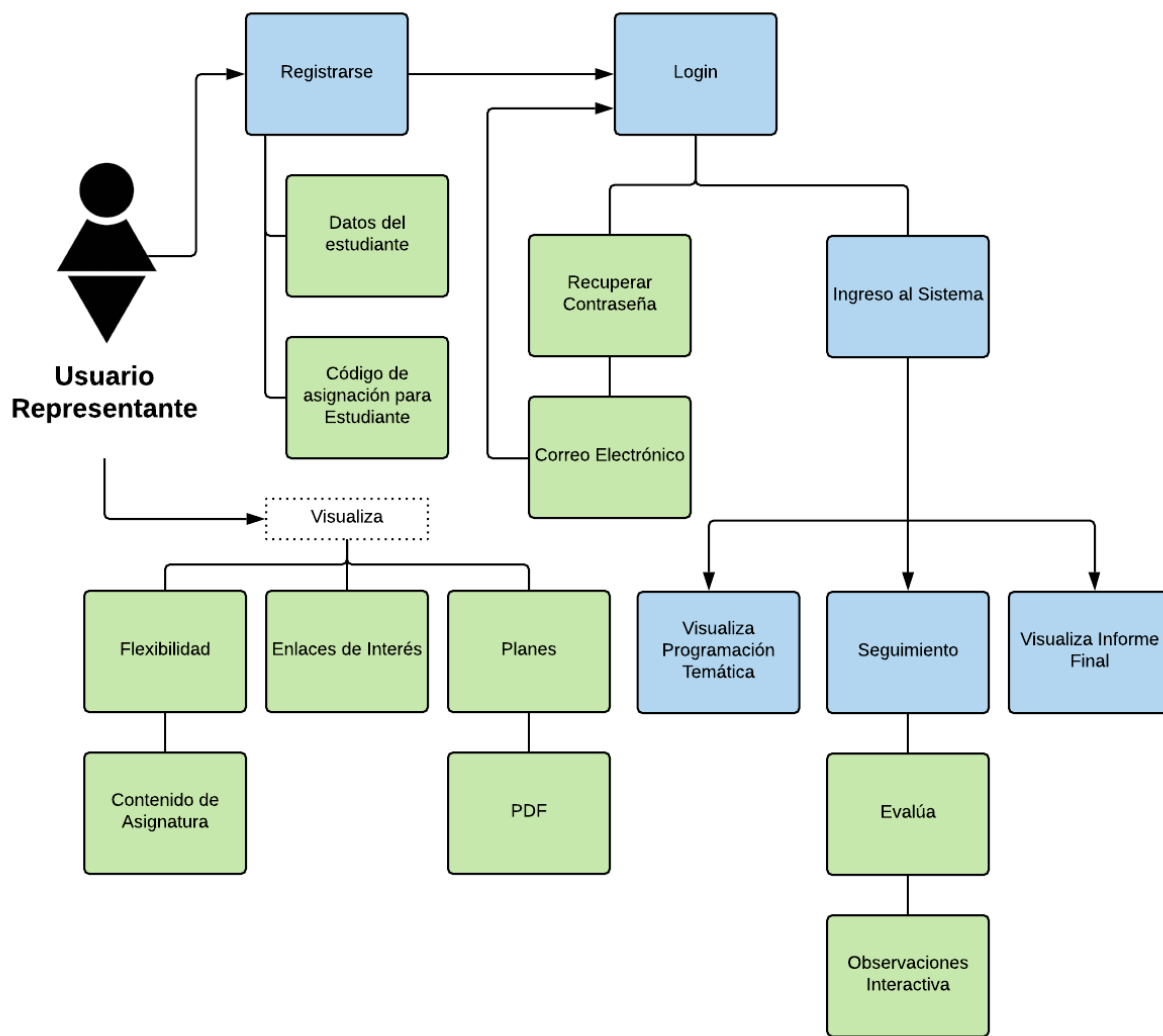 Registrarse
Login
Datos del
estudiante
Recuperar
Contraseña
Ingreso al Sistema
Usuario
Representante
Código de
asignación para
Estudiante
Correo Electrónico
Visualiza
Flexibilidad
Enlaces de Interés
Planes
Visualiza
Programación
Temática
Seguimiento
Visualiza Informe
Final
Contenido de
Asignatura
PDF
Evalúa
Observaciones
Interactiva